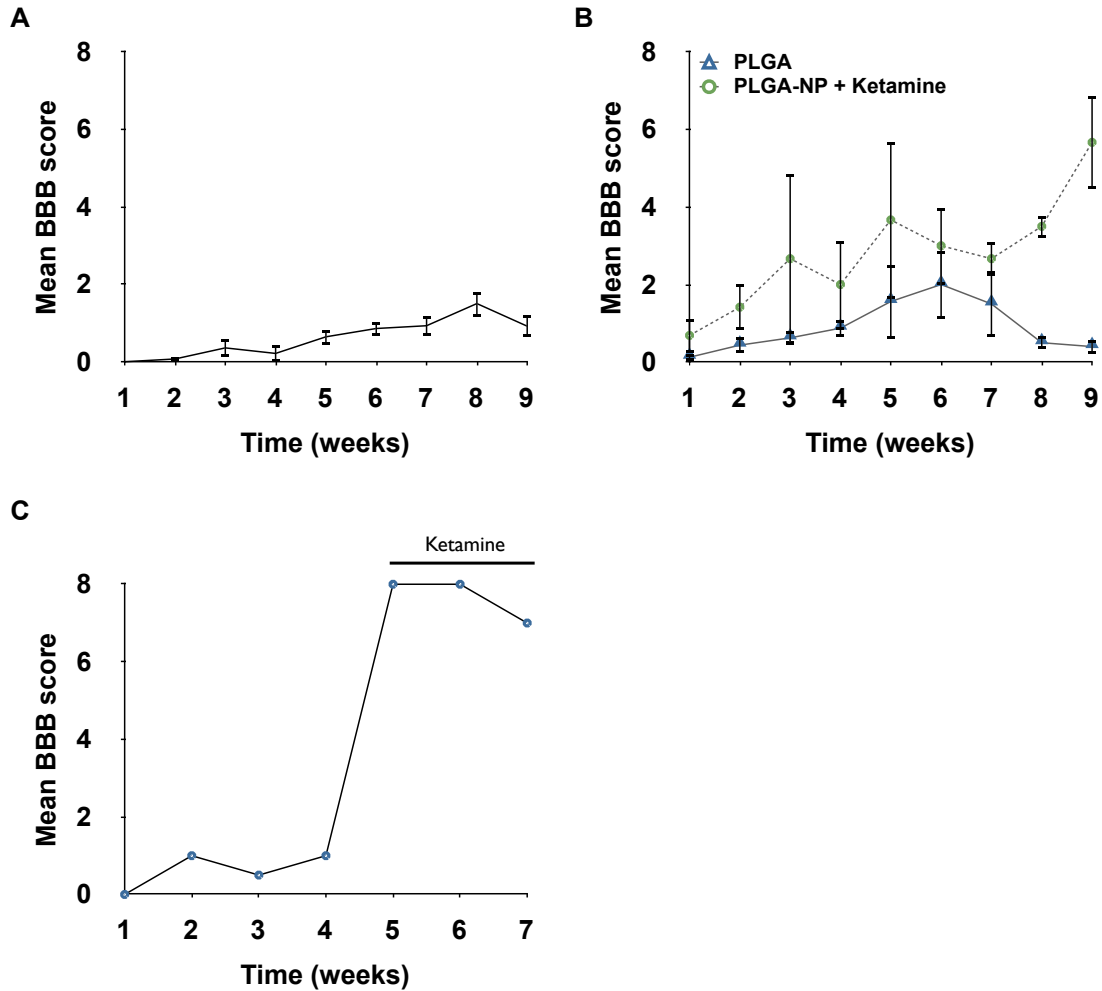 A
8
6
4
2
0
Mean BBB score
1 2 3 4 5 6 7 8 9
Time (weeks)
B
8
6
4
2
0
Mean BBB score
PLGA
PLGA-NP + Ketamine
1 2 3 4 5 6 7 8 9
Time (weeks)
C
Ketamine
8
6
4
2
0
Mean BBB score
1 2 3 4 5 6 7
Time (weeks)